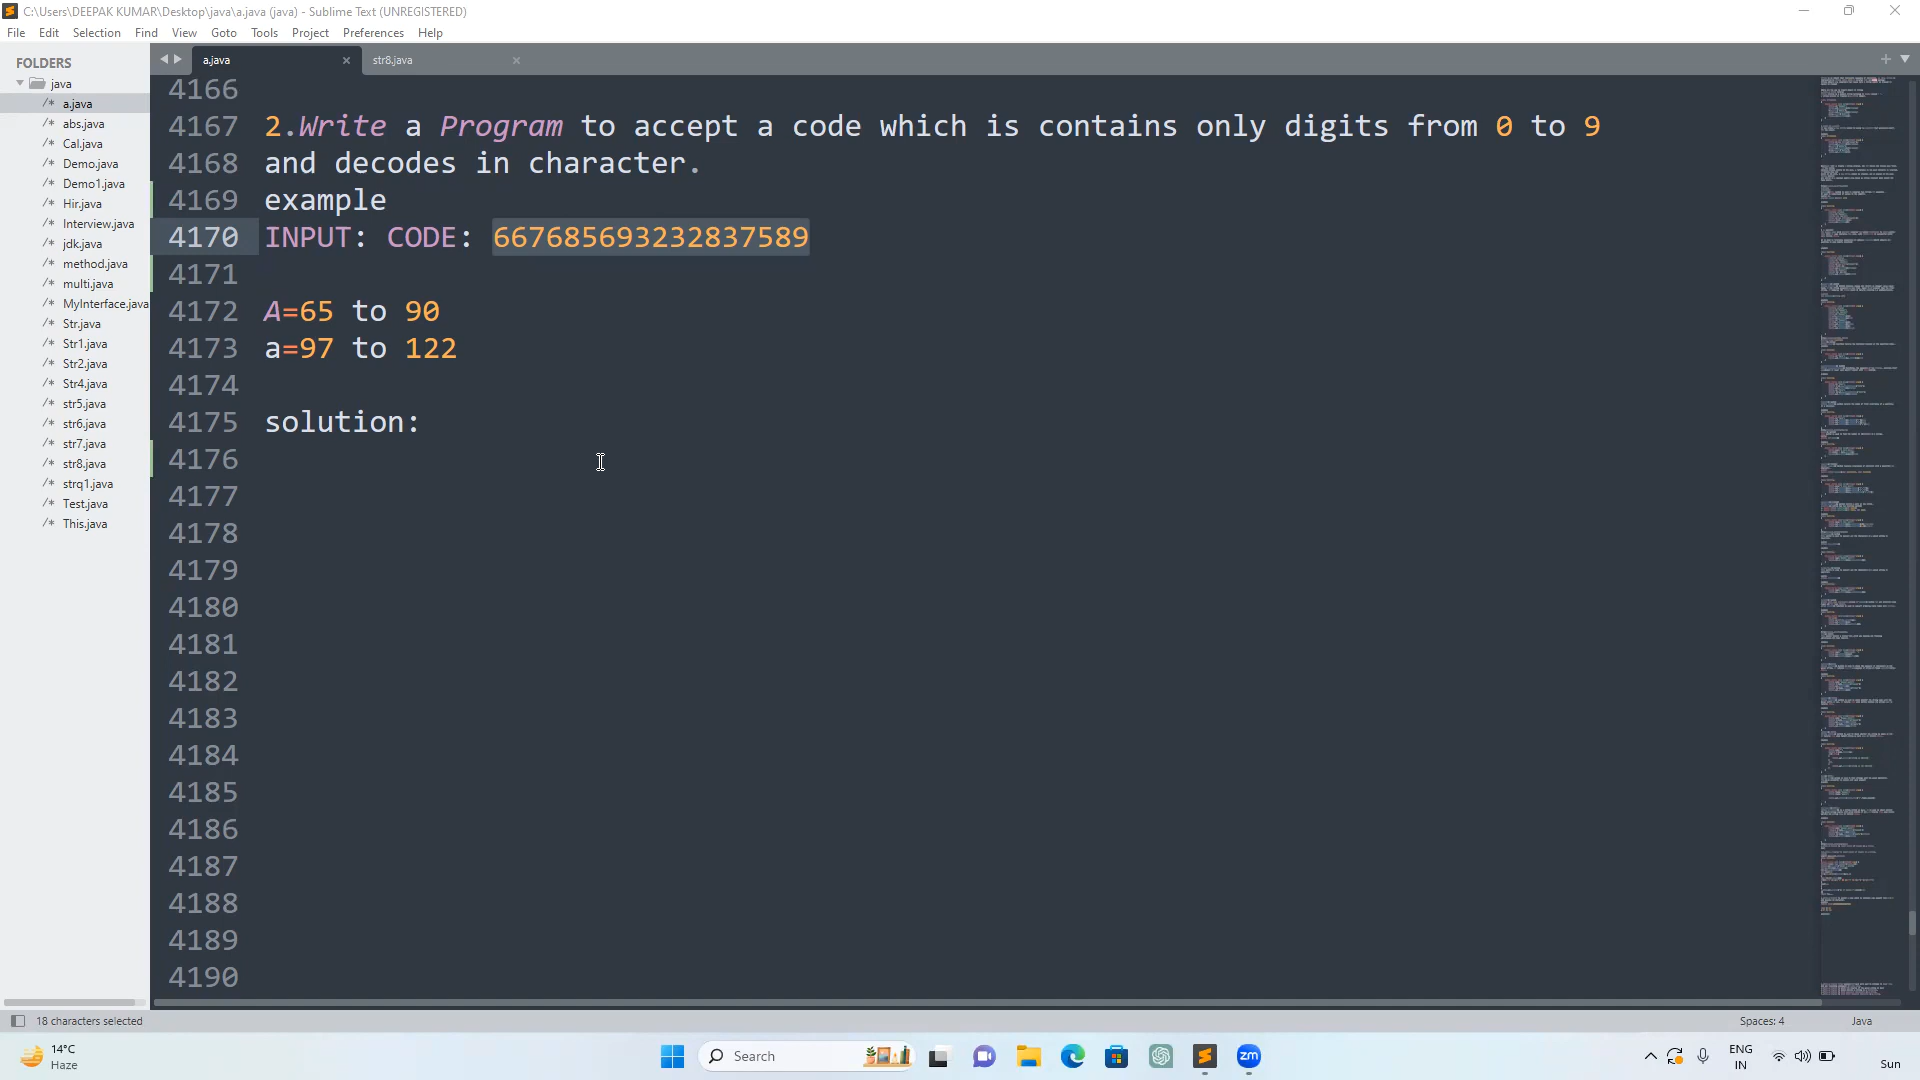 C:\Users\DEEPAK KUMAR\Desktop\java\a.java (java) - Sublime Text (UNREGISTERED)
File Edit Selection Find View Goto Tools Project Preferences Help
FOLDERS
java
/* a.java
/* abs.java
/* Cal.java
/* Demo.java
/* Demo1.java
/* Hir.java
/* Interview.java
/* jdk.java
/* method.java
/* multi.java
/* MyInterface.java
/* Str.java
/* Str1.java
/* Str2.java
/* Str4.java
/* str5.java
/* str6.java
/* str7.java
/* str8.java
/* strq1.java
/* Test.java
/* This.java
a.java str8.java
4166
4167 2.Write a Program to accept a code which is contains only digits from 0 to 9
4168 and decodes in character.
4169 example
4170 INPUT: CODE: 667685693232837589
4171
4172 A=65 to 90
4173 a=97 to 122
4174
4175 solution:
4176
4177
4178
4179
4180
4181
4182
4183
4184
4185
4186
4187
4188
4189
4190
18 characters selected Spaces: 4 Java
14°C
Haze
Search
zm
ENG
IN
Sun